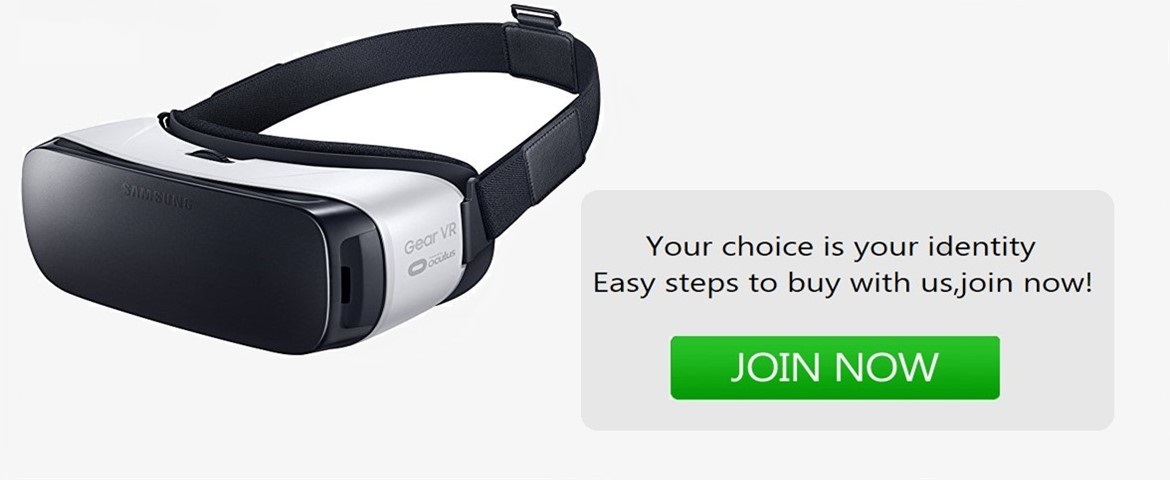 SAMSUNG
Gear VR
oculus
Your choice is your identity
Easy steps to buy with us,join now!
JOIN NOW